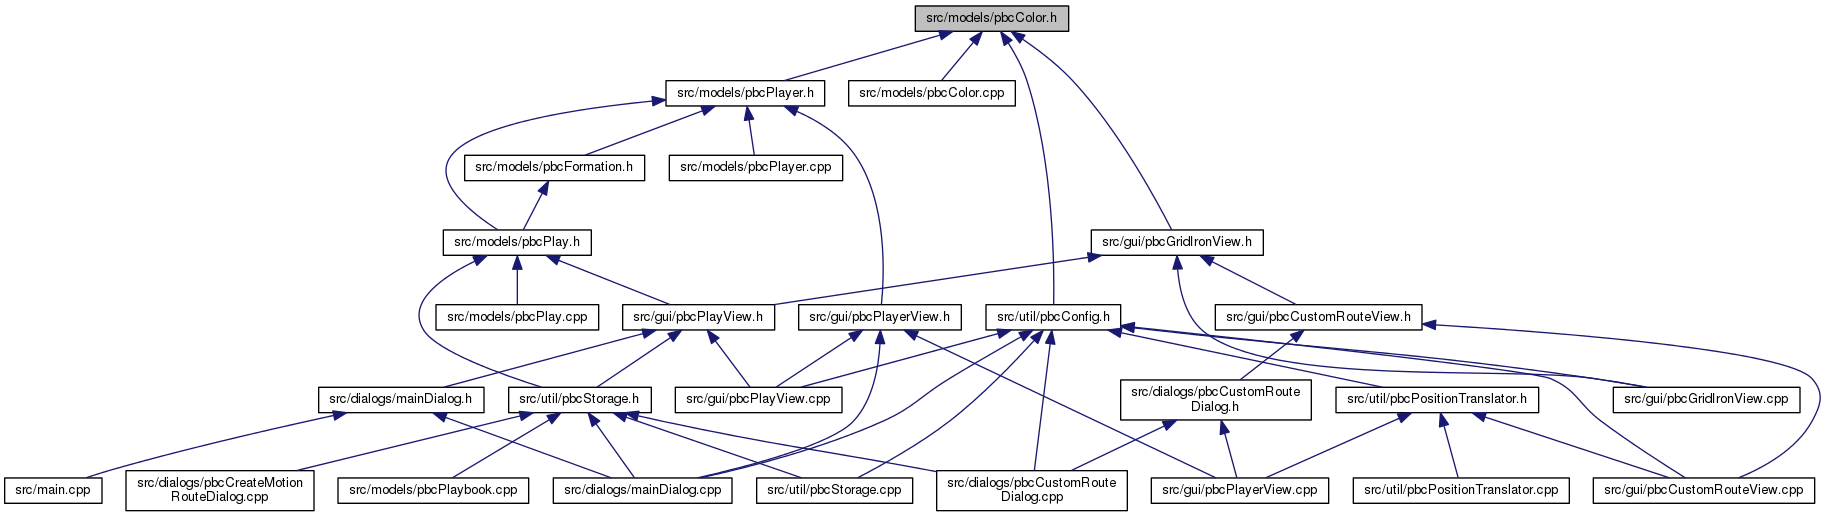 src/models/pbcColor.h
src/models/pbcPlayer.h
src/models/pbcColor.cpp
src/models/pbcFormation.h
src/models/pbcPlayer.cpp
src/models/pbcPlay.h
src/gui/pbcGridIronView.h
src/models/pbcPlay.cpp
src/gui/pbcPlayView.h
src/gui/pbcPlayerView.h
src/util/pbcConfig.h
src/gui/pbcCustomRouteView.h
src/dialogs/mainDialog.h
src/util/pbcStorage.h
src/gui/pbcPlayView.cpp
src/dialogs/pbcCustomRoute
Dialog.h
src/util/pbcPositionTranslator.h
src/gui/pbcGridIronView.cpp
src/main.cpp
src/dialogs/pbcCreateMotion
RouteDialog.cpp
src/models/pbcPlaybook.cpp
src/dialogs/mainDialog.cpp
src/util/pbcStorage.cpp
src/dialogs/pbcCustomRoute
Dialog.cpp
src/gui/pbcPlayerView.cpp
src/util/pbcPositionTranslator.cpp
src/gui/pbcCustomRouteView.cpp